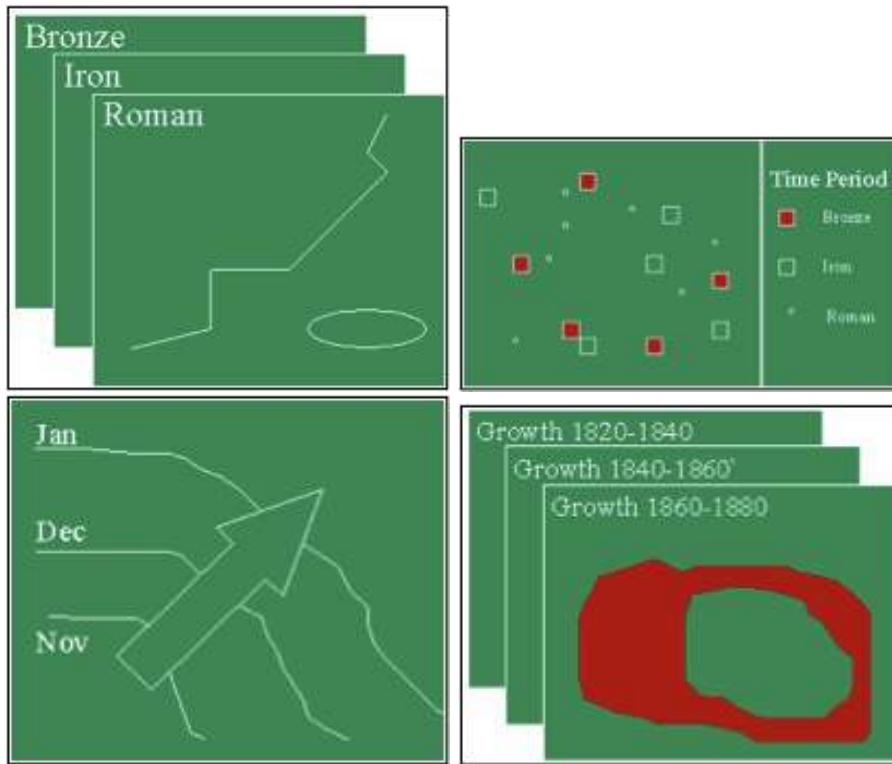 Bronze
Iron
Roman
Time Period
Bronze
Iron
Roman
Jan
Dec
Nov
Growth 1820-1840
Growth 1840-1860'
Growth 1860-1880